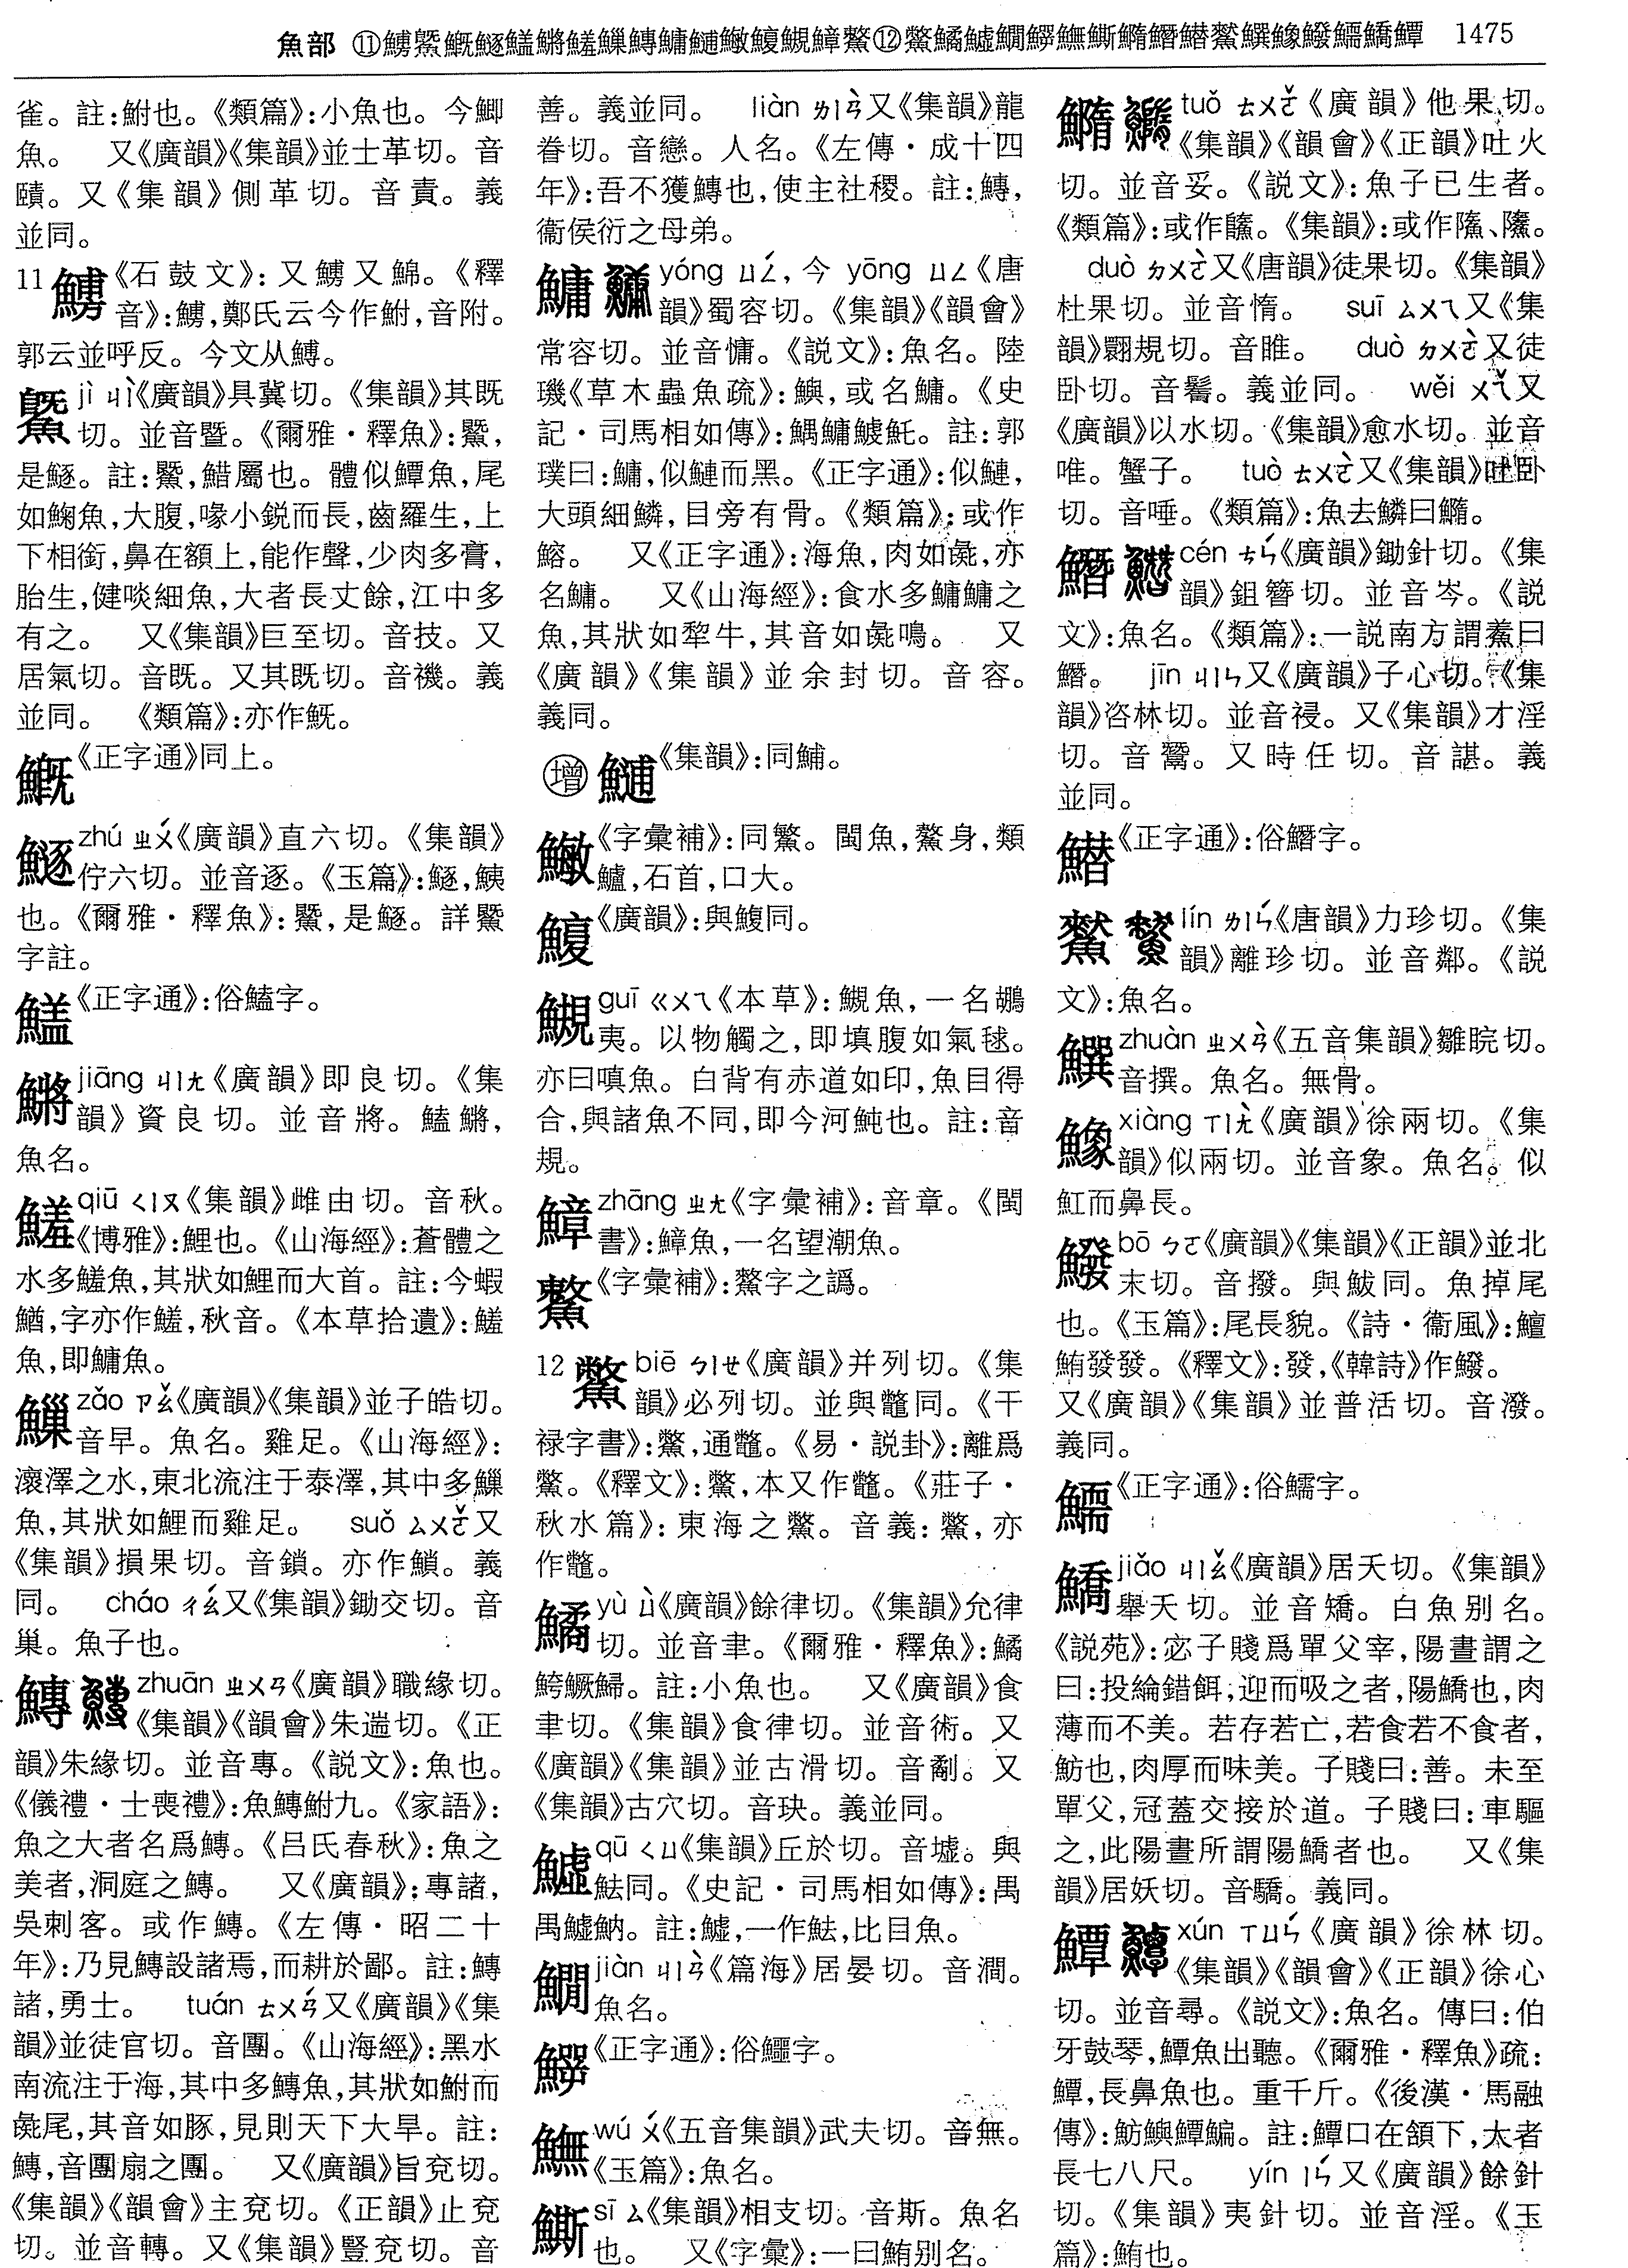 魚部 ⑪鰢䲅鱀鱁䱟鱂鰽鱢鱄鱅鰱鰵鰒鬹鱆鰲⑫鱉鱊魖鱂鱷鱯鱇鱌鱕鱎鱏 1475
雀。註:鮒也。《類篇》:小魚也。今鯽
魚。 又《廣韻》《集韻》並士革切。音
賾。又《集韻》側革切。音責。義
並同。
11 《石鼓文》:又鱄又鯞。《釋
音》:鄭氏云今作鮒,音附。
郭云並呼反。今文从鱄。
jì ㄐㄧˋ《廣韻》具冀切。《集韻》其既
切。並音暨。《爾雅·釋魚》:鱀,
是鱁。註:鱀,䱜屬也。體似鱏魚,尾
如䱡魚,大腹,喙小鋭而長,齒羅生,上
下相銜,鼻在額上,能作聲,少肉多膏,
胎生,健啖細魚,大者長丈餘,江中多
有之。 又《集韻》巨至切。音技。又
居氣切。音既。又其既切。音禨。義
並同。 《類篇》:亦作䱥。
《正字通》同上。
鱁 zhú ㄓㄨˊ《廣韻》直六切。《集韻》
佇六切。並音逐。《玉篇》:鱁,鮧
也。《爾雅·釋魚》:鱀,是鱁。詳鱀
字註。
《正字通》:俗鰪字。
鱂 jiāng ㄐㄧㄤ《廣韻》即良切。《集
韻》資良切。並音將。鰪鱂,
魚名。
鱃 qiū ㄑㄧㄡ《集韻》雌由切。音秋。
《博雅》:鯉也。《山海經》:蒼體之
水多鱃魚,其狀如鯉而大首。註:今蝦
鰌,字亦作鱃,秋音。《本草拾遺》:鱃
魚,即鱅魚。
鱢 zǎo ㄗㄠˇ《廣韻》《集韻》並子皓切。
音早。魚名。雞足。《山海經》:
㶟澤之水,東北流注于泰澤,其中多鱢
魚,其狀如鯉而雞足。 suǒ ㄙㄨㄛˇ又
《集韻》損果切。音鎖。亦作鎖。義
同。 cháo ㄔㄠˊ又《集韻》鋤交切。音
巢。魚子也。
鱄 zhuān ㄓㄨㄢ《廣韻》職緣切。
《集韻》《韻會》朱遄切。《正
韻》朱緣切。並音專。《説文》:魚也。
《儀禮·士喪禮》:魚鱄鮒九。《家語》:
魚之大者名爲鱄。《吕氏春秋》:魚之
美者,洞庭之鱄。 又《廣韻》:專諸,
吳刺客。或作鱄。《左傳·昭二十
年》:乃見鱄設諸焉,而耕於鄙。註:鱄
諸,勇士。 tuán ㄊㄨㄢˊ又《廣韻》《集
韻》並徒官切。音團。《山海經》:黑水
南流注于海,其中多鱄魚,其狀如鮒而
彘尾,其音如豚,見則天下大旱。註:
鱄,音團扇之團。 又《廣韻》旨兗切。
《集韻》《韻會》主兗切。《正韻》止兗
切。並音轉。又《集韻》豎兗切。音
善。義並同。 liàn ㄌㄧㄢˋ又《集韻》龍
眷切。音戀。人名。《左傳·成十四
年》:吾不獲鱄也,使主社稷。註:鱄,
衞侯衎之母弟。
鱅 yóng ㄩㄥˊ,今 yōng ㄩㄥ《唐
韻》蜀容切。《集韻》《韻會》
常容切。並音慵。《説文》:魚名。陸
璣《草木蟲魚疏》:鱮,或名鱅。《史
記·司馬相如傳》:鰅鱅鰬魠。註:郭
璞曰:鱅,似鰱而黑。《正字通》:似鰱,
大頭細鱗,目旁有骨。《類篇》:或作
鰫。 又《正字通》:海魚,肉如彘,亦
名鱅。 又《山海經》:食水多鱅鱅之
魚,其狀如犂牛,其音如彘鳴。 又
《廣韻》《集韻》並余封切。音容。
義同。
㊉增 《集韻》:同鯆。
鰵 《字彙補》:同鰵。閩魚,鰲身,類
鱸,石首,口大。
《廣韻》:與鰒同。
鬹 guī ㄍㄨㄟ《本草》:䲅魚,一名鶘
夷。以物觸之,即填腹如氣毬。
亦曰嗔魚。白背有赤道如印,魚目得
合,與諸魚不同,即今河魨也。註:音
規。
鱆 zhāng ㄓㄤ《字彙補》:音章。《閩
書》:鱆魚,一名望潮魚。
《字彙補》:鰲字之譌。
12 鱉 biē ㄅㄧㄝ《廣韻》并列切。《集
韻》必列切。並與鼈同。《干
禄字書》:鱉,通鼈。《易·説卦》:離爲
鱉。《釋文》:鱉,本又作鼈。《莊子·
秋水篇》:東海之鱉。音義:鱉,亦
作鼈。
鱊 yù ㄩˋ《廣韻》餘律切。《集韻》允律
切。並音聿。《爾雅·釋魚》:鱊
鮬鱖鯞。註:小魚也。 又《廣韻》食
聿切。《集韻》食律切。並音術。又
《廣韻》《集韻》並古滑切。音劀。又
《集韻》古穴切。音玦。義並同。
鱋 qū ㄑㄩ《集韻》丘於切。音墟。與
魼同。《史記·司馬相如傳》:禺
禺鱋魶。註:鱋,一作魼,比目魚。
jiàn ㄐㄧㄢˋ《篇海》居晏切。音澗。
魚名。
《正字通》:俗鱷字。
wú ㄨˊ《五音集韻》武夫切。音無。
《玉篇》:魚名。
sī ㄙ《集韻》相支切。音斯。魚名
也。 又《字彙》:一曰鮪别名。
tuǒ ㄊㄨㄛˇ《廣韻》他果切。
《集韻》《韻會》《正韻》吐火
切。並音妥。《説文》:魚子已生者。
《類篇》:或作䲊。《集韻》:或作
duò ㄉㄨㄛˋ又《唐韻》徒果切。《集韻》
杜果切。並音惰。 suī ㄙㄨㄟ又《集
韻》翾規切。音睢。 duò ㄉㄨㄛˋ又徒
卧切。音鬌。義並同。 wěi ㄨㄟˇ又
《廣韻》以水切。《集韻》愈水切。並音
唯。蟹子。 tuò ㄊㄨㄛˋ又《集韻》吐卧
切。音唾。《類篇》:魚去鱗曰鰖。
cén ㄘㄣˊ《廣韻》鋤針切。《集
韻》鉏簪切。並音岑。《説
文》:魚名。《類篇》:一説南方謂鮝曰
䲋。 jīn ㄐㄧㄣ又《廣韻》子心切。《集
韻》咨林切。並音祲。又《集韻》才淫
切。音鬵。又時任切。音諶。義
並同。
《正字通》:俗䲋字。
lín ㄌㄧㄣˊ《唐韻》力珍切。《集
韻》離珍切。並音鄰。《説
文》:魚名。
zhuàn ㄓㄨㄢˋ《五音集韻》雛睆切。
音撰。魚名。無骨。
鱌 xiàng ㄒㄧㄤˋ《廣韻》徐兩切。《集
韻》似兩切。並音象。魚名。似
魟而鼻長。
鱍 bō ㄅㄛ《廣韻》《集韻》《正韻》並北
末切。音撥。與鮁同。魚掉尾
也。《玉篇》:尾長貌。《詩·衞風》:鱣
鮪發發。《釋文》:發,《韓詩》作鱍。
又《廣韻》《集韻》並普活切。音潑。
義同。
《正字通》:俗鱬字。
鱎 jiǎo ㄐㄧㄠˇ《廣韻》居夭切。《集韻》
舉夭切。並音矯。白魚别名。
《説苑》:宓子賤爲單父宰,陽晝謂之
曰:投綸錯餌,迎而吸之者,陽鱎也,肉
薄而不美。若存若亡,若食若不食者,
魴也,肉厚而味美。子賤曰:善。未至
單父,冠蓋交接於道。子賤曰:車驅
之,此陽晝所謂陽鱎者也。 又《集
韻》居妖切。音驕。義同。
鱏 xún ㄒㄩㄣˊ《廣韻》徐林切。
《集韻》《韻會》《正韻》徐心
切。並音尋。《説文》:魚名。傳曰:伯
牙鼓琴,鱏魚出聽。《爾雅·釋魚》疏:
鱏,長鼻魚也。重千斤。《後漢·馬融
傳》:魴鱮鱏鯿。註:鱏口在頷下,大者
長七八尺。 yín ㄧㄣˊ又《廣韻》餘針
切。《集韻》夷針切。並音淫。《玉
篇》:鮪也。